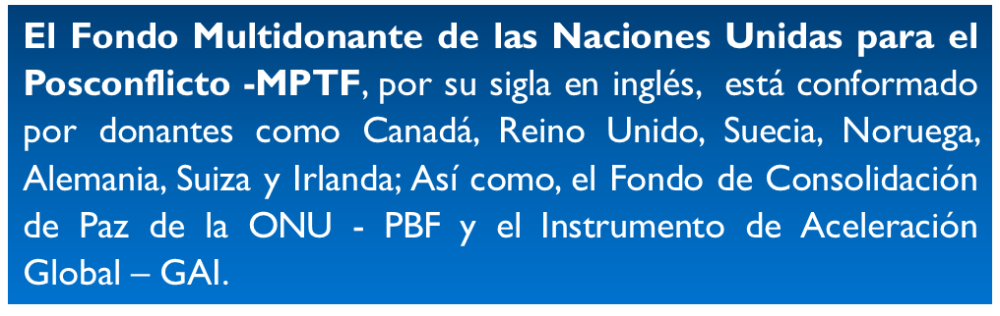 El Fondo Multidonante de las Naciones Unidas para el
Posconflicto -MPTF, por su sigla en inglés, está conformado
por donantes como Canadá, Reino Unido, Suecia, Noruega,
Alemania, Suiza y Irlanda; Así como, el Fondo de Consolidación
de Paz de la ONU - PBF y el Instrumento de Aceleración
Global – GAI.